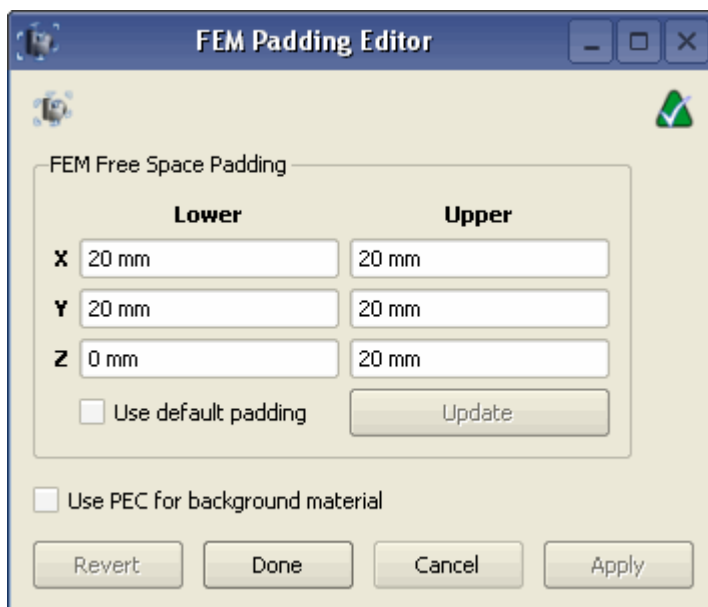 FEM Padding Editor
FEM Free Space Padding
Lower Upper
X 20 mm 20 mm
Y 20 mm 20 mm
Z 0 mm 20 mm
Use default padding Update
Use PEC for background material
Revert Done Cancel Apply